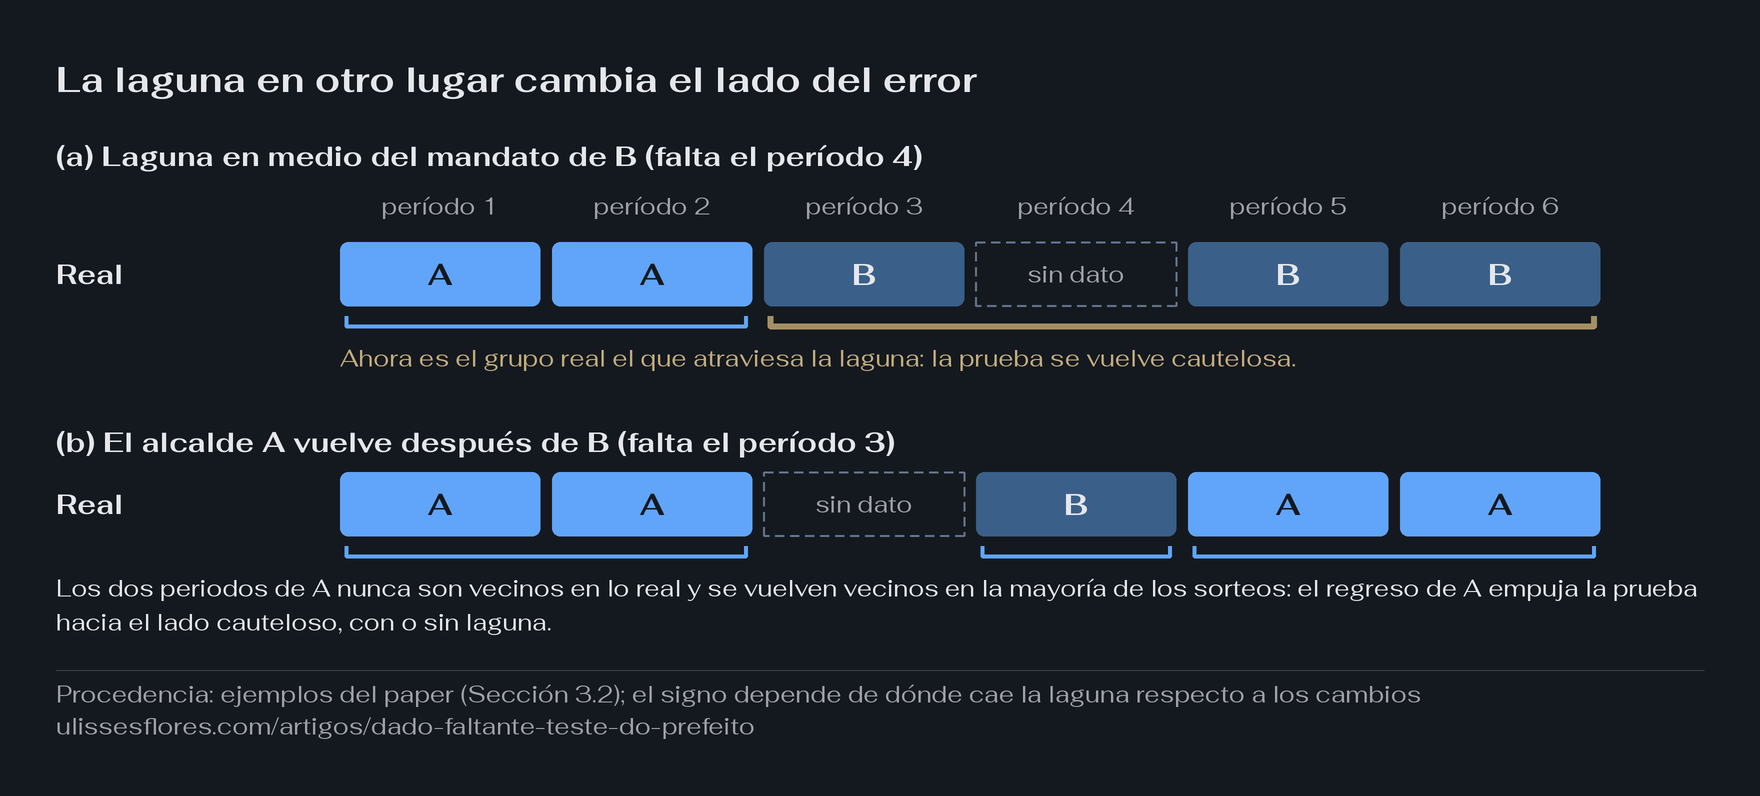 La laguna en otro lugar cambia el lado del error
(a) Laguna en medio del mandato de B (falta el período 4)
período 1 período 2 período 3 período 4 período 5 período 6
Real A A B sin dato B B
Ahora es el grupo real el que atraviesa la laguna: la prueba se vuelve cautelosa.
(b) El alcalde A vuelve después de B (falta el período 3)
Real A A sin dato B A A
Los dos periodos de A nunca son vecinos en lo real y se vuelven vecinos en la mayoría de los sorteos: el regreso de A empuja la prueba
hacia el lado cauteloso, con o sin laguna.
Procedencia: ejemplos del paper (Sección 3.2); el signo depende de dónde cae la laguna respecto a los cambios
ulissesflores.com/artigos/dado-faltante-teste-do-prefeito